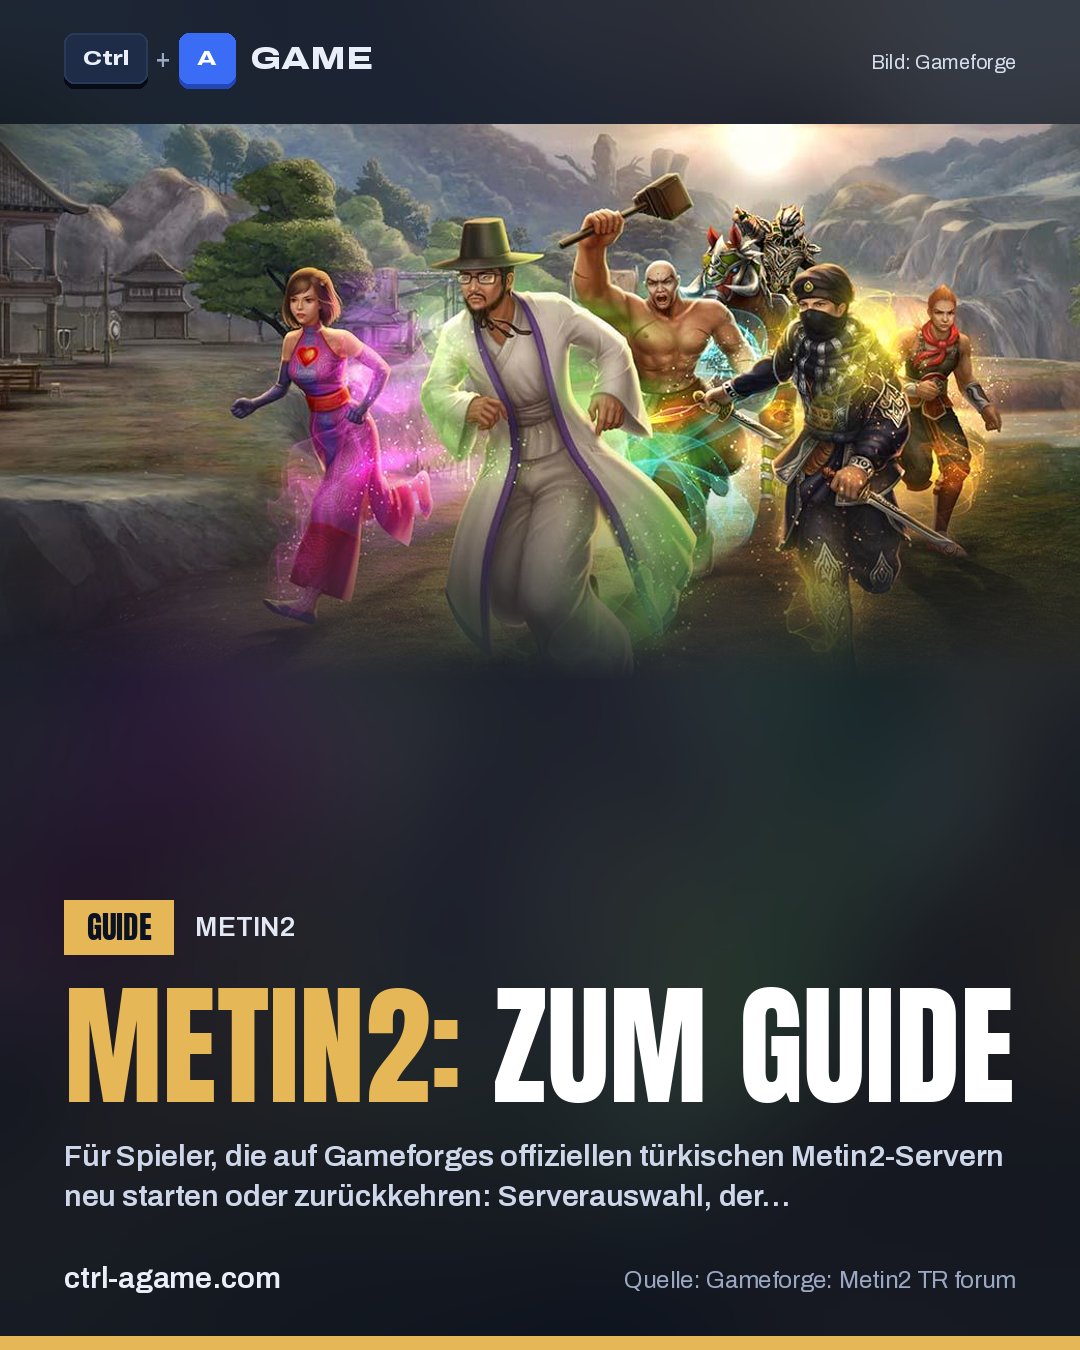 Ctrl + A GAME
Bild: Gameforge
GUIDE METIN2
METIN2: ZUM GUIDE
Für Spieler, die auf Gameforges offiziellen türkischen Metin2-Servern
neu starten oder zurückkehren: Serverauswahl, der...
ctrl-agame.com
Quelle: Gameforge: Metin2 TR forum